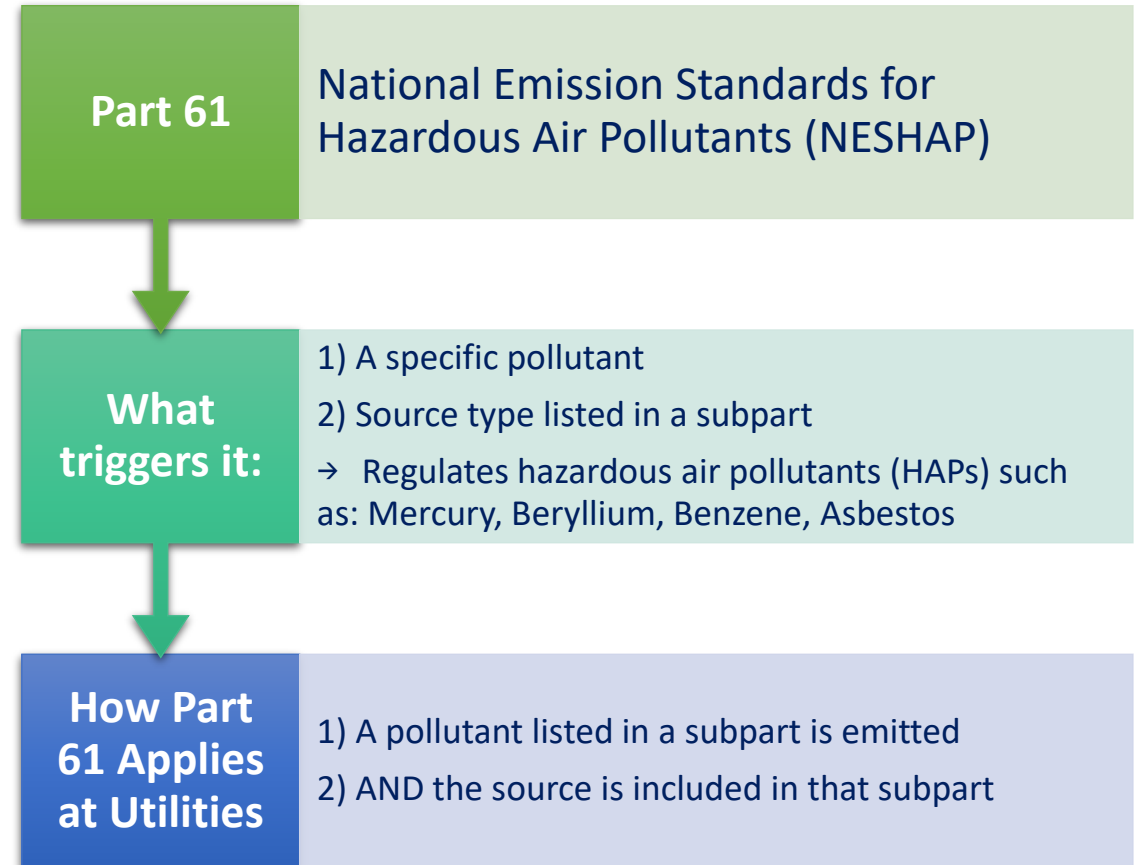 Part 61
National Emission Standards for
Hazardous Air Pollutants (NESHAP)
What
triggers it:
1) A specific pollutant
2) Source type listed in a subpart
→ Regulates hazardous air pollutants (HAPs) such
as: Mercury, Beryllium, Benzene, Asbestos
How Part
61 Applies
at Utilities
1) A pollutant listed in a subpart is emitted
2) AND the source is included in that subpart